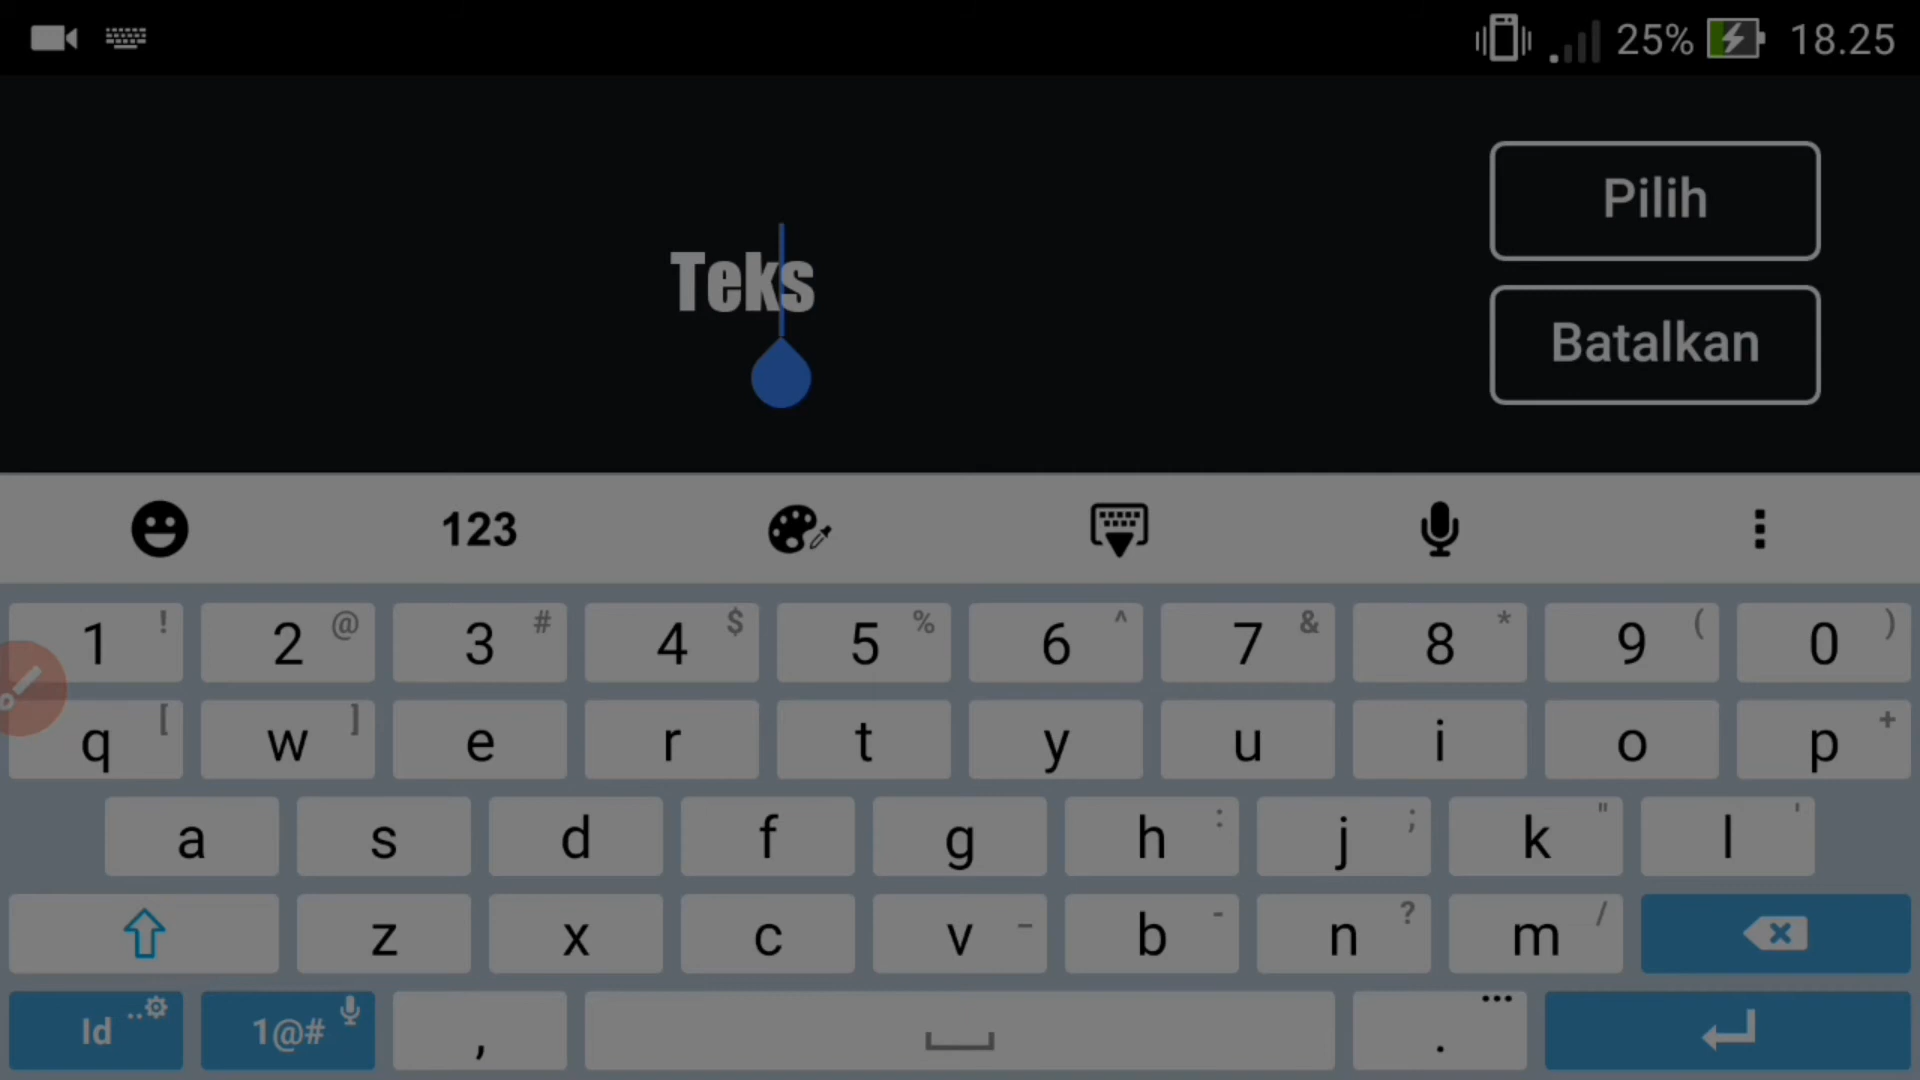 25% 18.25
Pilih
Teks
Batalkan
123
1 ! 2 @ 3 # 4 $ 5 % 6 ^ 7 & 8 * 9 ( 0 )
q [ w ] e r t y u i o p +
a s d f g h : j ; k " l '
z x c v _ b - n ? m /
Id 1@# , . ...